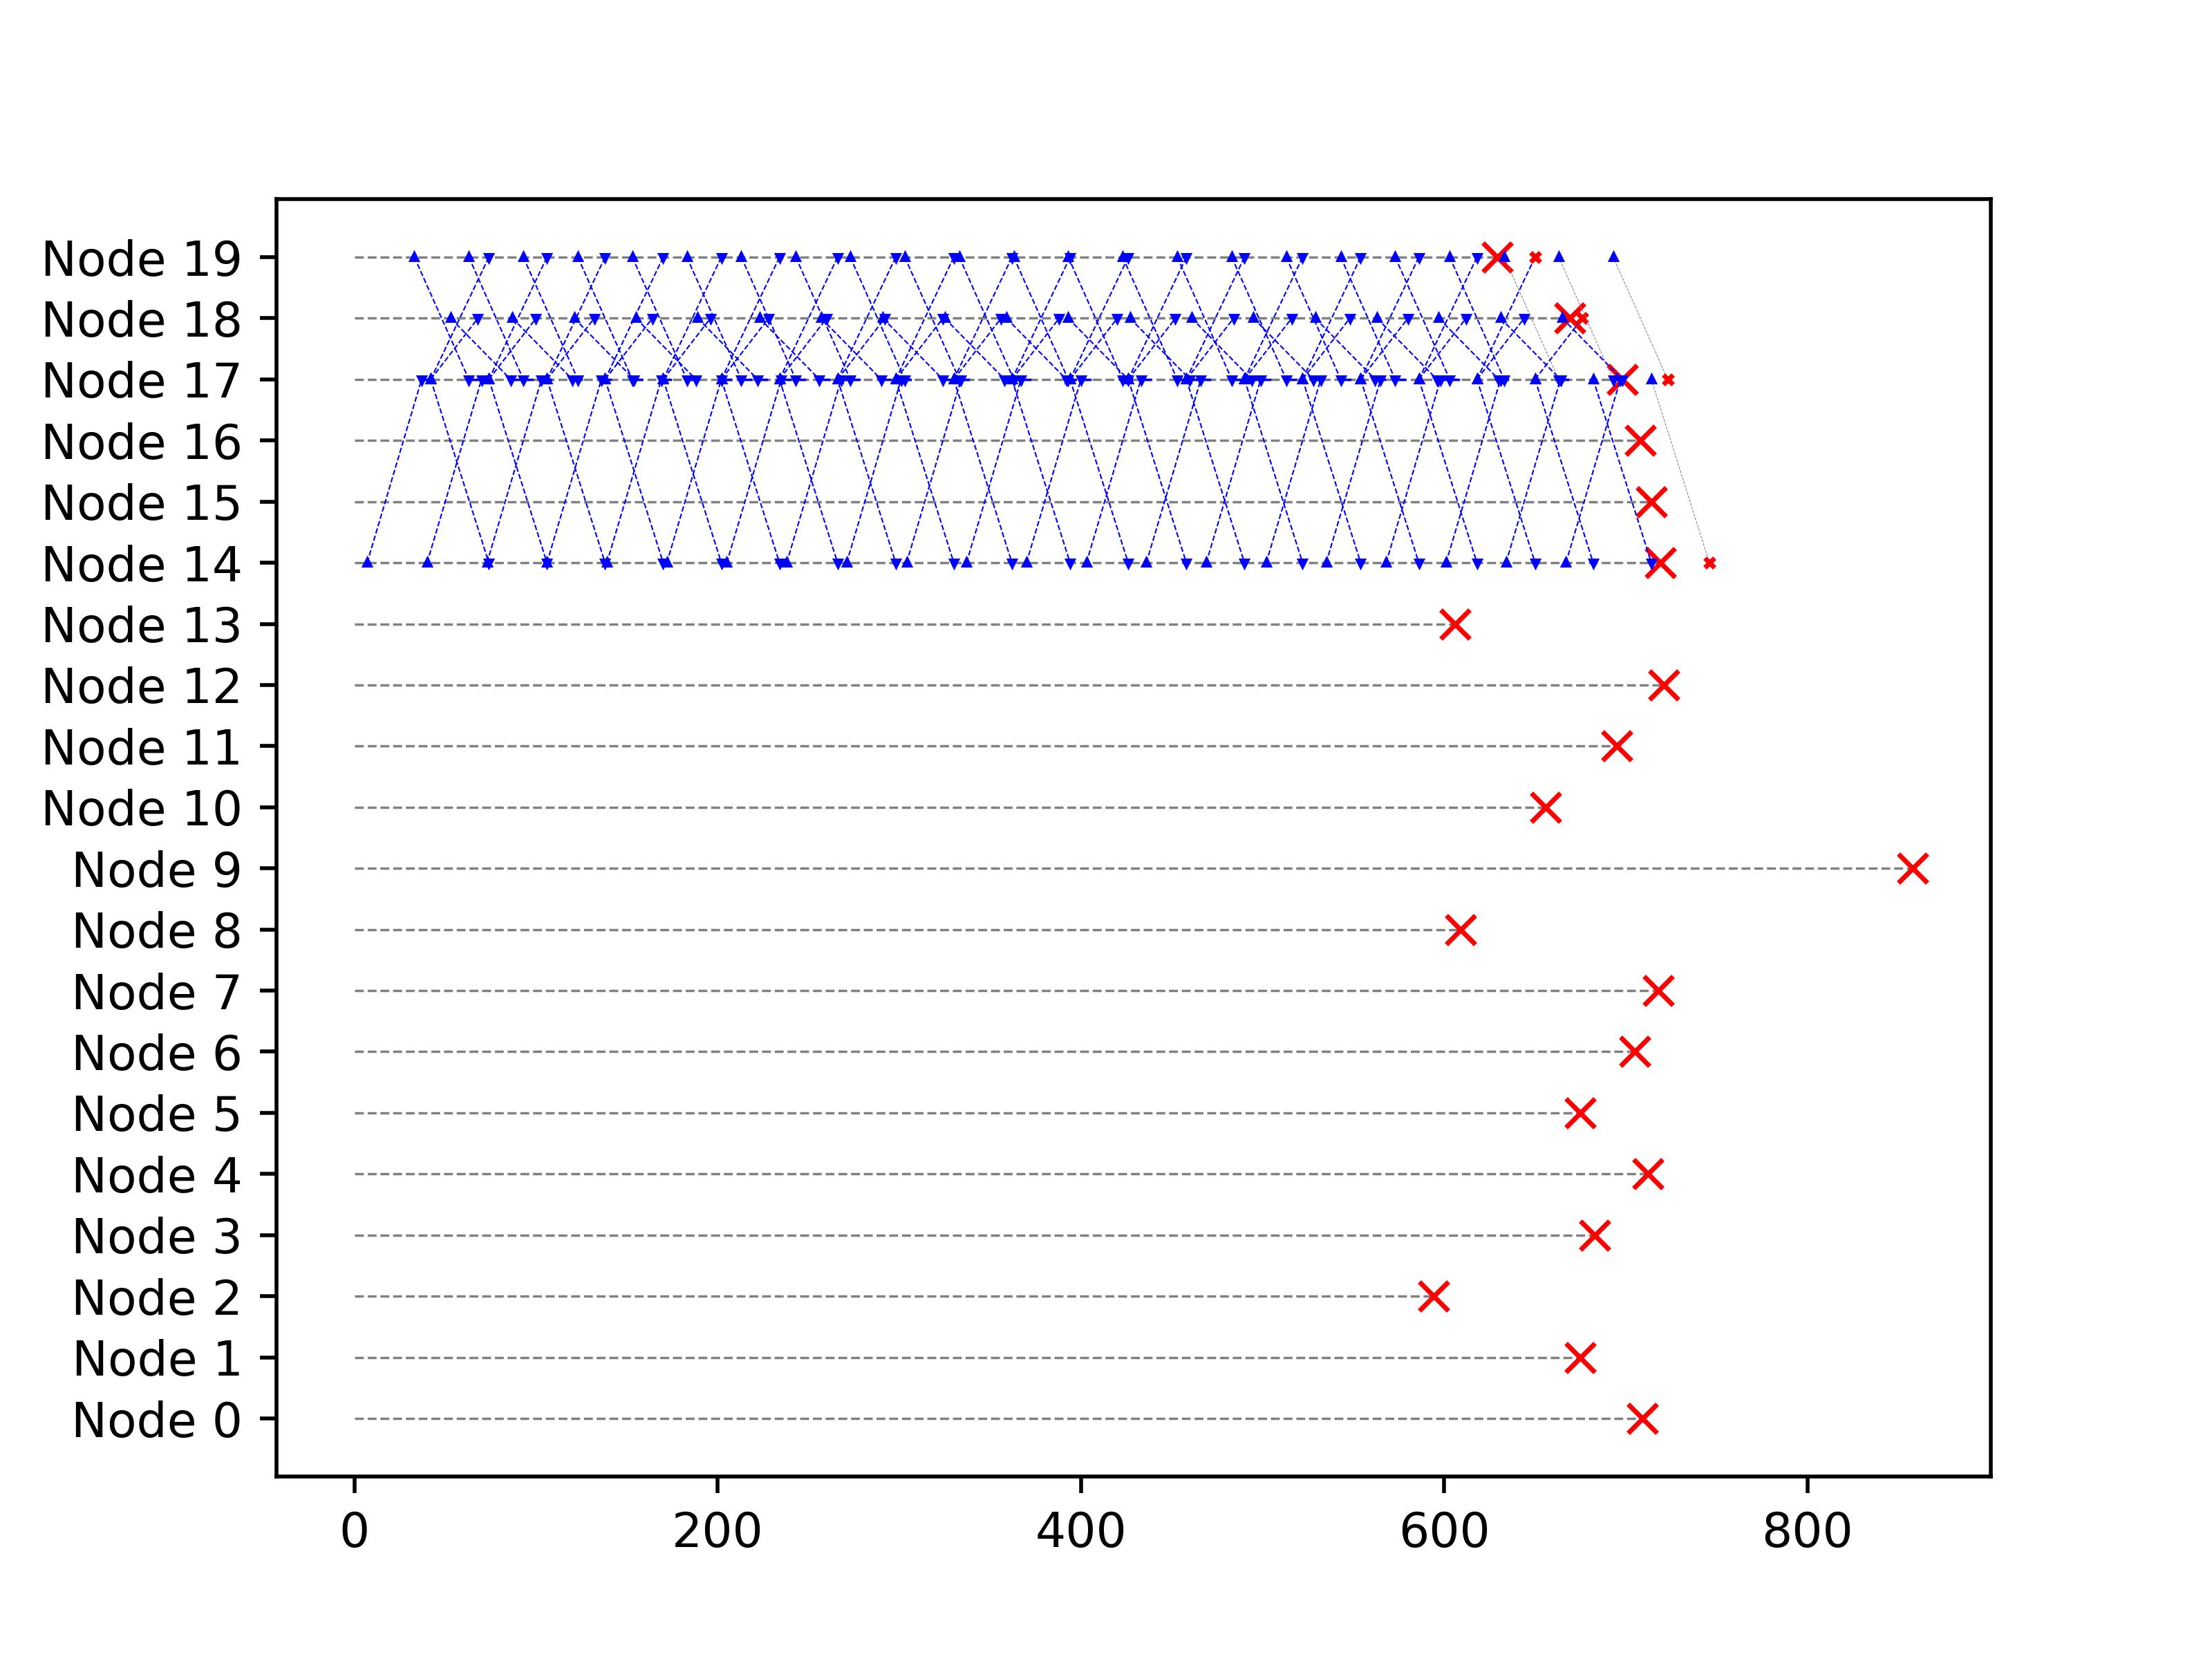 Node 19
Node 18
Node 17
Node 16
Node 15
Node 14
Node 13
Node 12
Node 11
Node 10
Node 9
Node 8
Node 7
Node 6
Node 5
Node 4
Node 3
Node 2
Node 1
Node 0
0 200 400 600 800